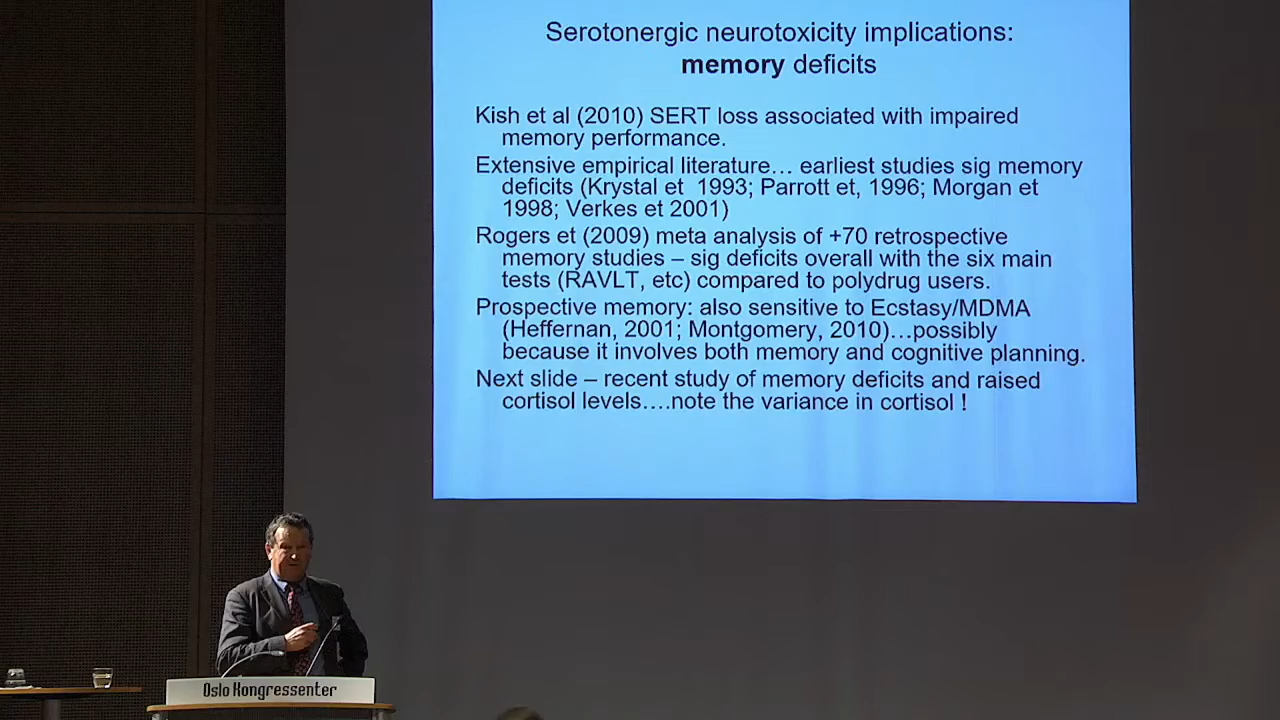 Serotonergic neurotoxicity implications:
memory deficits
Kish et al (2010) SERT loss associated with impaired
memory performance.
Extensive empirical literature… earliest studies sig memory
deficits (Krystal et 1993; Parrott et, 1996; Morgan et
1998; Verkes et 2001)
Rogers et (2009) meta analysis of +70 retrospective
memory studies – sig deficits overall with the six main
tests (RAVLT, etc) compared to polydrug users.
Prospective memory: also sensitive to Ecstasy/MDMA
(Heffernan, 2001; Montgomery, 2010)…possibly
because it involves both memory and cognitive planning.
Next slide – recent study of memory deficits and raised
cortisol levels….note the variance in cortisol !
Oslo Kongressenter